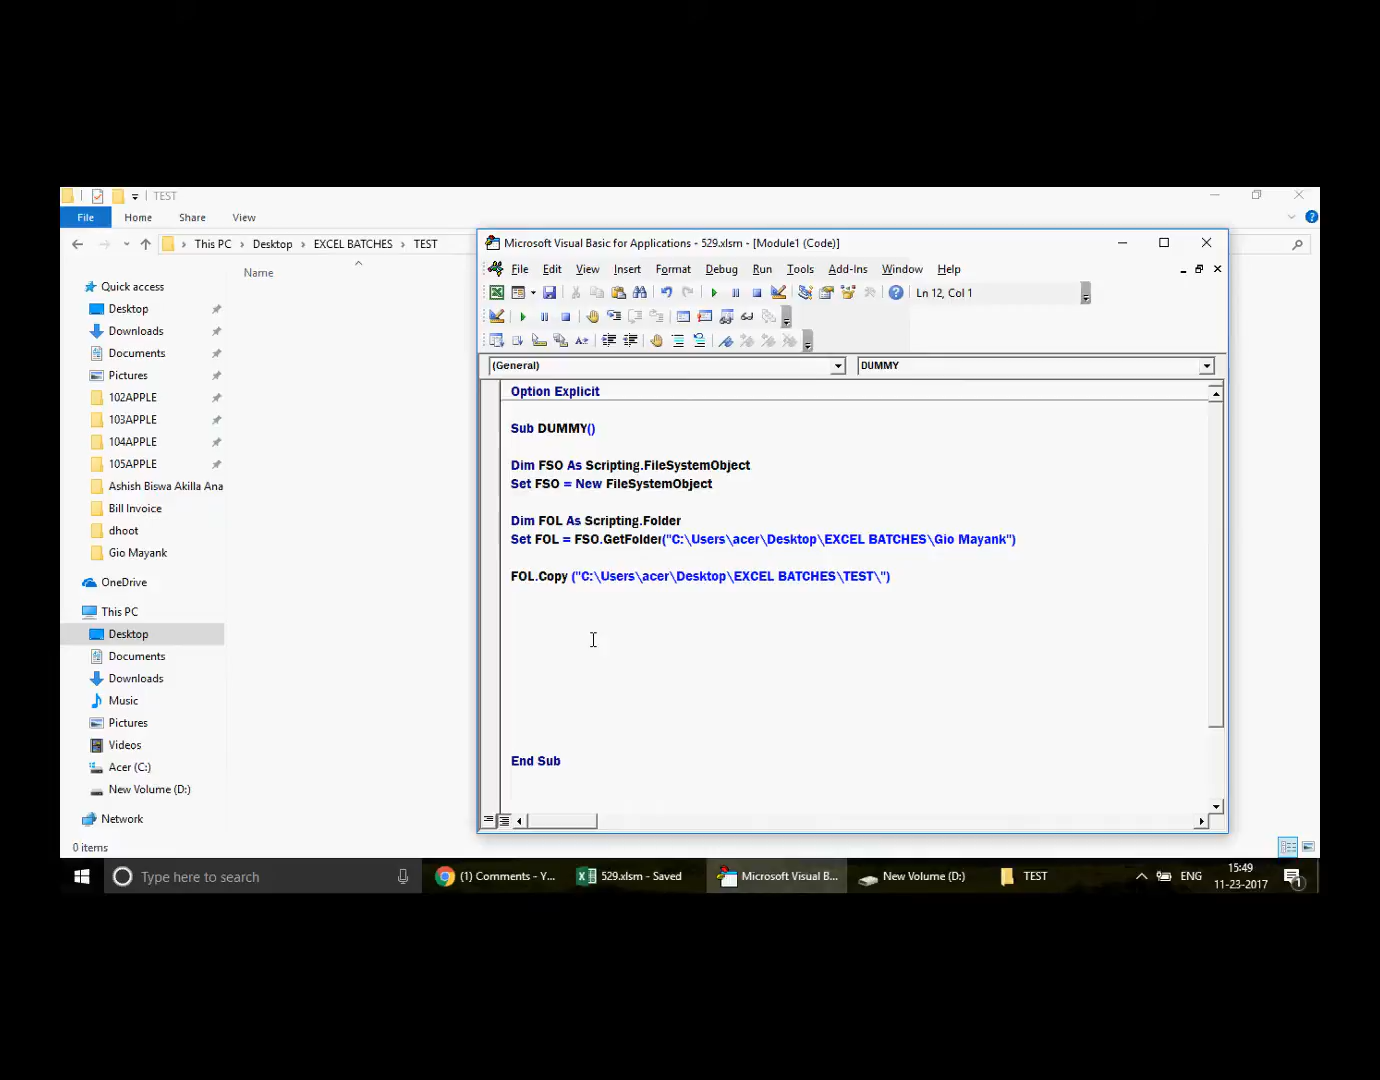 TEST
File Home Share View
This PC Desktop EXCEL BATCHES TEST
Name
Quick access
Desktop
Downloads
Documents
Pictures
102APPLE
103APPLE
104APPLE
105APPLE
Ashish Biswa Akilla Ana
Bill Invoice
dhoot
Gio Mayank
OneDrive
This PC
Desktop
Documents
Downloads
Music
Pictures
Videos
Acer (C:)
New Volume (D:)
Network
0 items
Microsoft Visual Basic for Applications - 529.xlsm - [Module1 (Code)]
File Edit View Insert Format Debug Run Tools Add-Ins Window Help
Ln 12, Col 1
(General) DUMMY
Option Explicit
Sub DUMMY()
Dim FSO As Scripting.FileSystemObject
Set FSO = New FileSystemObject
Dim FOL As Scripting.Folder
Set FOL = FSO.GetFolder("C:\Users\acer\Desktop\EXCEL BATCHES\Gio Mayank")
FOL.Copy ("C:\Users\acer\Desktop\EXCEL BATCHES\TEST\")
End Sub
Type here to search (1) Comments - Y... 529.xlsm - Saved Microsoft Visual B... New Volume (D:) TEST ENG 15:49
11-23-2017